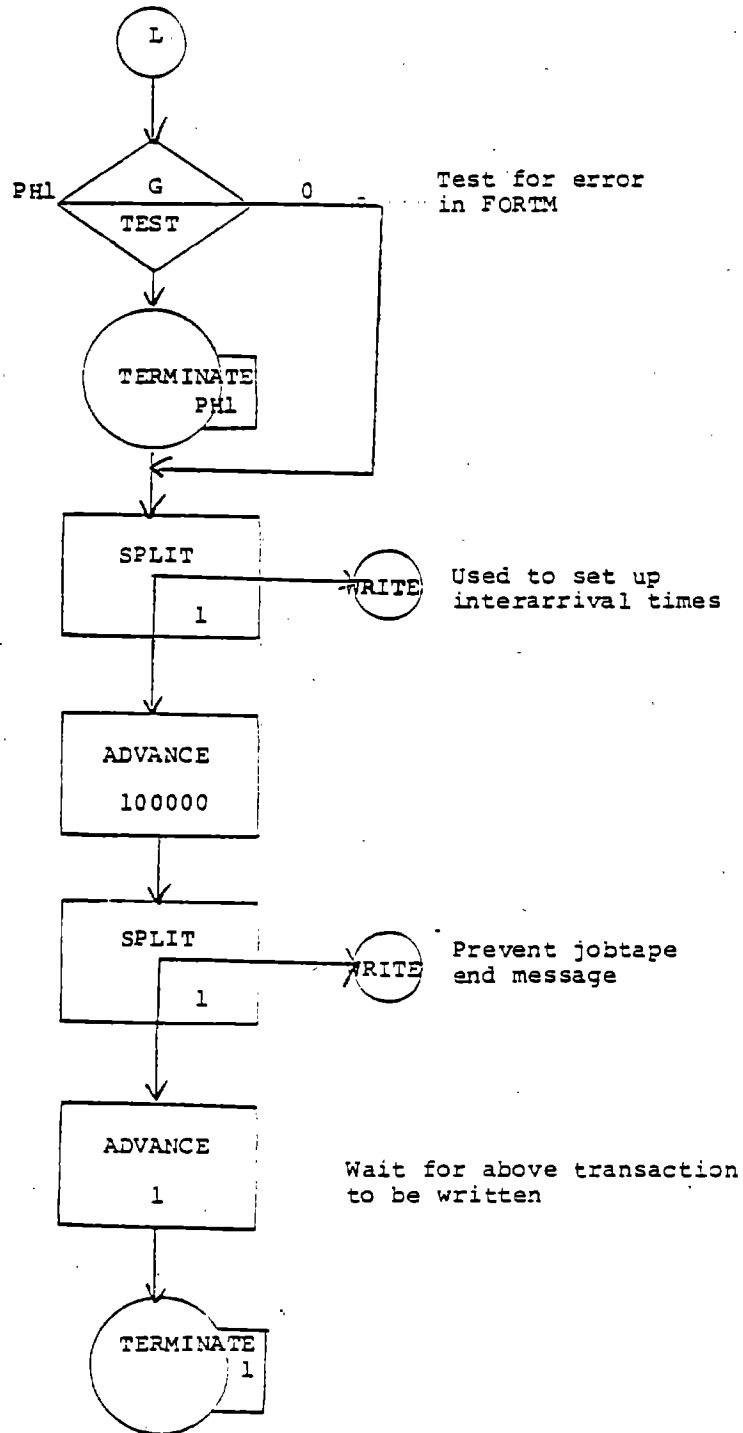 L
PH1
G
0
TEST
Test for error
in FORTM
TERMINATE
PH1
SPLIT
1
WRITE
Used to set up
interarrival times
ADVANCE
100000
SPLIT
1
WRITE
Prevent jobtape
end message
ADVANCE
1
Wait for above transaction
to be written
TERMINATE
1